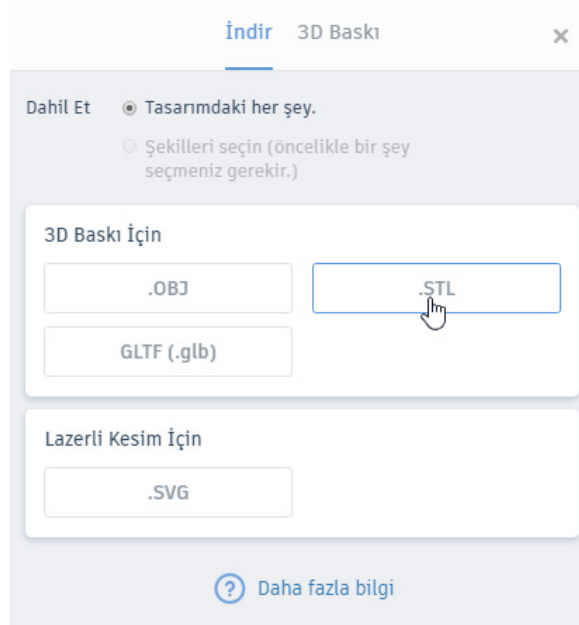 İndir 3D Baskı
Dahil Et Tasarımdaki her şey.
Şekilleri seçin (öncelikle bir şey
seçmeniz gerekir.)
3D Baskı İçin
.OBJ .STL
GLTF (.glb)
Lazerli Kesim İçin
.SVG
? Daha fazla bilgi